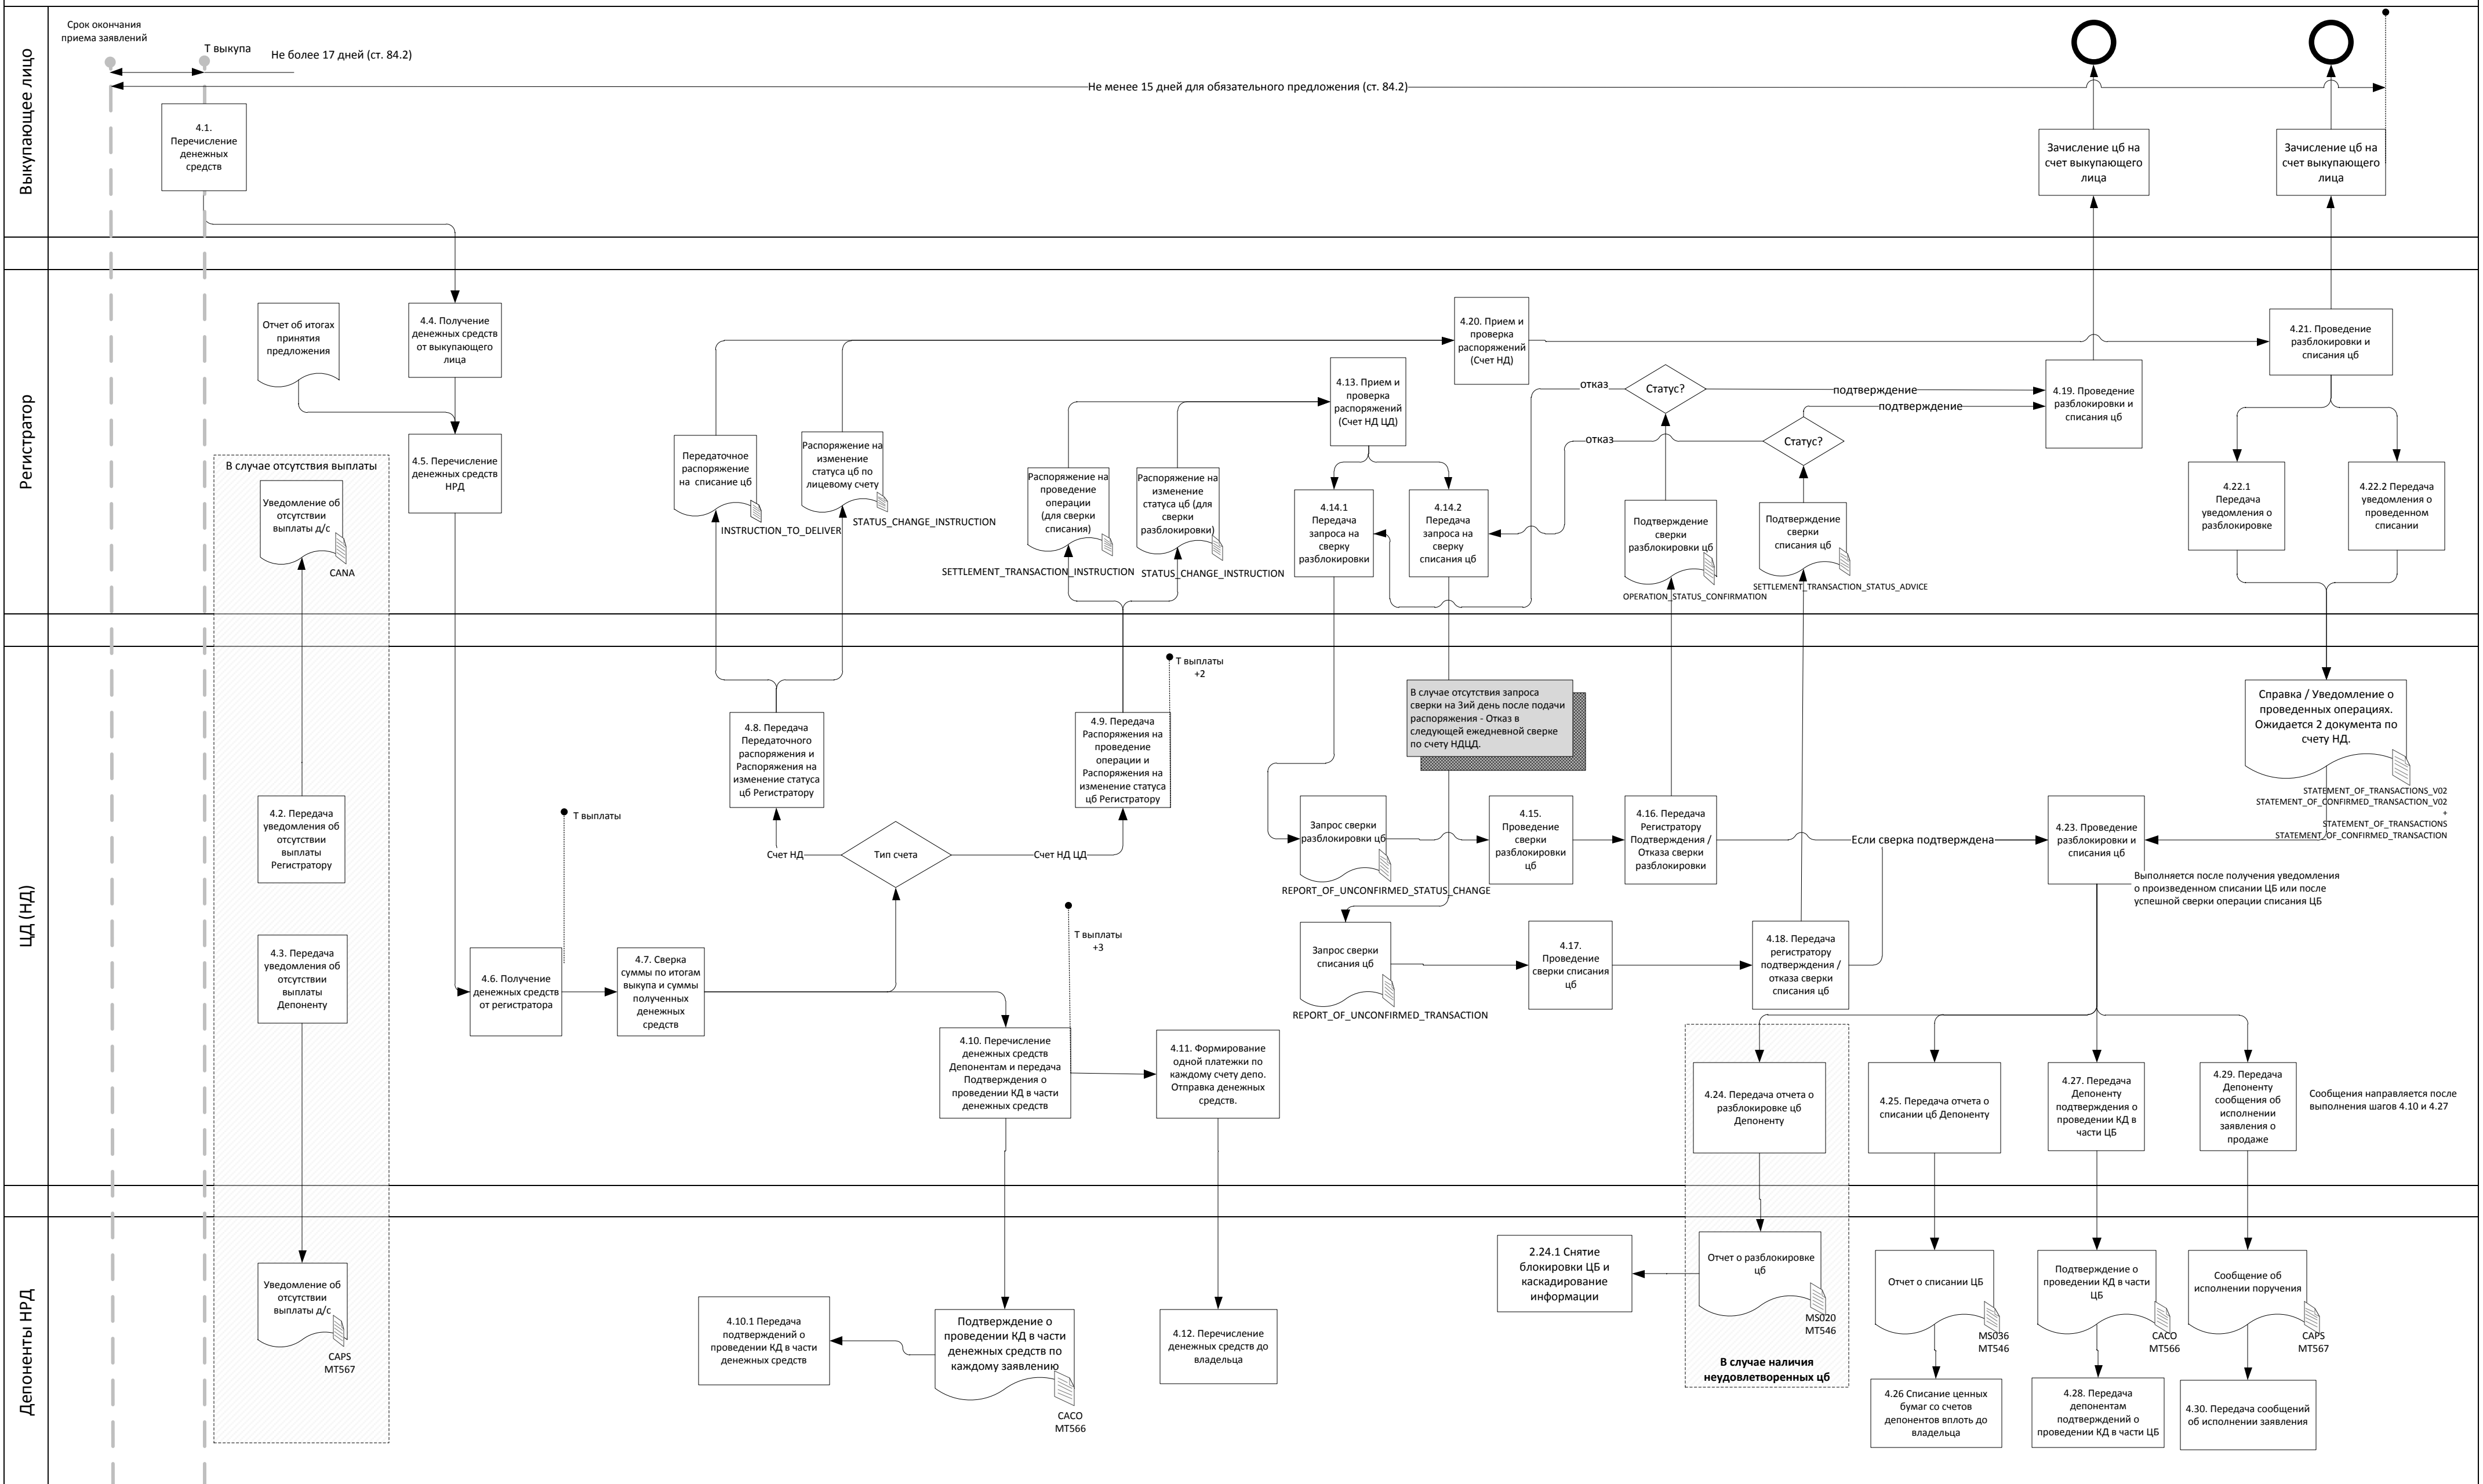 Выкупающее лицо
Срок окончания
приема заявлений
Т выкупа
Не более 17 дней (ст. 84.2)
Не менее 15 дней для обязательного предложения (ст. 84.2)
4.1.
Перечисление
денежных
средств
Зачисление цб на
счет выкупающего
лица
Зачисление цб на
счет выкупающего
лица
Регистратор
Отчет об итогах
принятия
предложения
4.4. Получение
денежных средств
от выкупающего
лица
4.5. Перечисление
денежных средств
НРД
В случае отсутствия выплаты
Уведомление об
отсутствии
выплаты д/с
CANA
Передаточное
распоряжение
на списание цб
INSTRUCTION_TO_DELIVER
Распоряжение на
изменение
статуса цб по
лицевому счету
STATUS_CHANGE_INSTRUCTION
Распоряжение на
проведение
операции
(для сверки
списания)
SETTLEMENT_TRANSACTION_INSTRUCTION
Распоряжение на
изменение
статуса цб (для
сверки
разблокировки)
STATUS_CHANGE_INSTRUCTION
4.13. Прием и
проверка
распоряжений
(Счет НД ЦД)
4.20. Прием и
проверка
распоряжений
(Счет НД)
4.14.1
Передача
запроса на
сверку
разблокировки
4.14.2
Передача
запроса на
сверку
списания цб
отказ
Статус?
подтверждение
отказ
Статус?
подтверждение
Подтверждение
сверки
разблокировки цб
OPERATION_STATUS_CONFIRMATION
Подтверждение
сверки
списания цб
SETTLEMENT_TRANSACTION_STATUS_ADVICE
4.19. Проведение
разблокировки и
списания цб
4.21. Проведение
разблокировки и
списания цб
4.22.1
Передача
уведомления о
разблокировке
4.22.2 Передача
уведомления о
проведенном
списании
ЦД (НД)
4.2. Передача
уведомления об
отсутствии
выплаты
Регистратору
4.3. Передача
уведомления об
отсутствии
выплаты
Депоненту
4.6. Получение
денежных средств
от регистратора
Т выплаты
4.7. Сверка
суммы по итогам
выкупа и суммы
полученных
денежных
средств
4.8. Передача
Передаточного
распоряжения и
Распоряжения на
изменение статуса
цб Регистратору
Счет НД
Тип счета
Счет НД ЦД
4.9. Передача
Распоряжения на
проведение
операции и
Распоряжения на
изменение статуса
цб Регистратору
Т выплаты
+2
Т выплаты
+3
4.10. Перечисление
денежных средств
Депонентам и передача
Подтверждения о
проведении КД в части
денежных средств
4.11. Формирование
одной платежки по
каждому счету депо.
Отправка денежных
средств.
В случае отсутствия запроса
сверки на 3ий день после подачи
распоряжения - Отказ в
следующей ежедневной сверке
по счету НДЦД.
Запрос сверки
разблокировки цб
REPORT_OF_UNCONFIRMED_STATUS_CHANGE
4.15.
Проведение
сверки
разблокировки
цб
4.16. Передача
Регистратору
Подтверждения /
Отказа сверки
разблокировки
Если сверка подтверждена
Запрос сверки
списания цб
REPORT_OF_UNCONFIRMED_TRANSACTION
4.17.
Проведение
сверки списания
цб
4.18. Передача
регистратору
подтверждения /
отказа сверки
списания цб
4.23. Проведение
разблокировки и
списания цб
Справка / Уведомление о
проведенных операциях.
Ожидается 2 документа по
счету НД.
STATEMENT_OF_TRANSACTIONS_V02
STATEMENT_OF_CONFIRMED_TRANSACTION_V02
+
STATEMENT_OF_TRANSACTIONS
STATEMENT_OF_CONFIRMED_TRANSACTION
Выполняется после получения уведомления
о произведенном списании ЦБ или после
успешной сверки операции списания ЦБ
4.24. Передача отчета о
разблокировке цб
Депоненту
4.25. Передача отчета о
списании цб Депоненту
4.27. Передача
Депоненту
подтверждения о
проведении КД в
части ЦБ
4.29. Передача
Депоненту
сообщения об
исполнении
заявления о
продаже
Сообщения направляется после
выполнения шагов 4.10 и 4.27
Депоненты НРД
Уведомление об
отсутствии
выплаты д/с
CAPS
MT567
4.10.1 Передача
подтверждений о
проведении КД в части
денежных средств
Подтверждение о
проведении КД в части
денежных средств по
каждому заявлению
CACO
MT566
4.12. Перечисление
денежных средств до
владельца
2.24.1 Снятие
блокировки ЦБ и
каскадирование
информации
Отчет о разблокировке
цб
MS020
MT546
В случае наличия
неудовлетворенных цб
Отчет о списании ЦБ
MS036
MT546
Подтверждение о
проведении КД в части
ЦБ
CACO
MT566
Сообщение об
исполнении поручения
CAPS
MT567
4.26 Списание ценных
бумаг со счетов
депонентов вплоть до
владельца
4.28. Передача
депонентам
подтверждений о
проведении КД в части ЦБ
4.30. Передача сообщений
об исполнении заявления